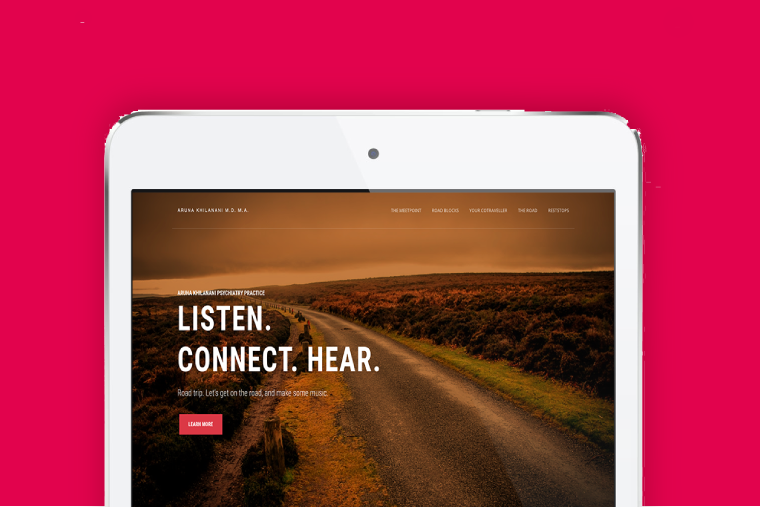 ARUNA KHILANANI M.D. M.A.
THE MEETPOINT ROAD BLOCKS YOUR COTRAVELLER THE ROAD RESTSTOPS
ARUNA KHILANANI PSYCHIATRY PRACTICE
LISTEN.
CONNECT. HEAR.
Road trip. Let's get on the road, and make some music.
LEARN MORE